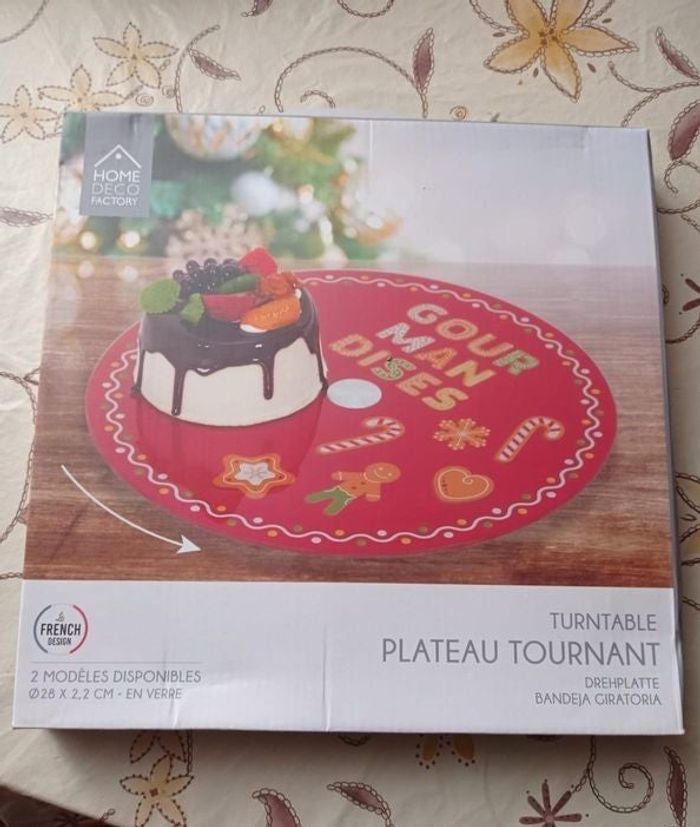 HOME
DECO
FACTORY
GOUR
MAN
DISES
Le
FRENCH
DESIGN
2 MODÈLES DISPONIBLES
Ø28 X 2,2 CM - EN VERRE
TURNTABLE
PLATEAU TOURNANT
DREHPLATTE
BANDEJA GIRATORIA